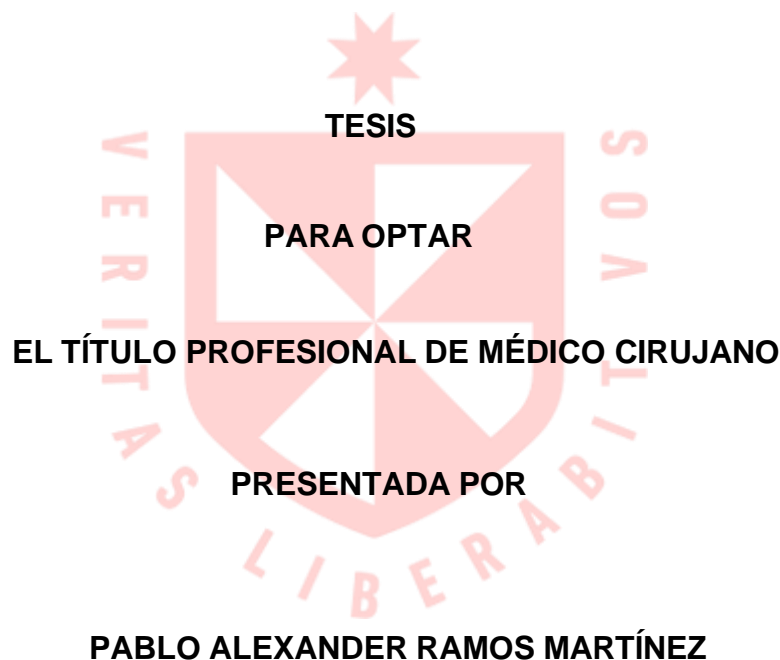 TESIS
PARA OPTAR
EL TÍTULO PROFESIONAL DE MÉDICO CIRUJANO
PRESENTADA POR
PABLO ALEXANDER RAMOS MARTÍNEZ
VERITAS LIBERABIT VOS